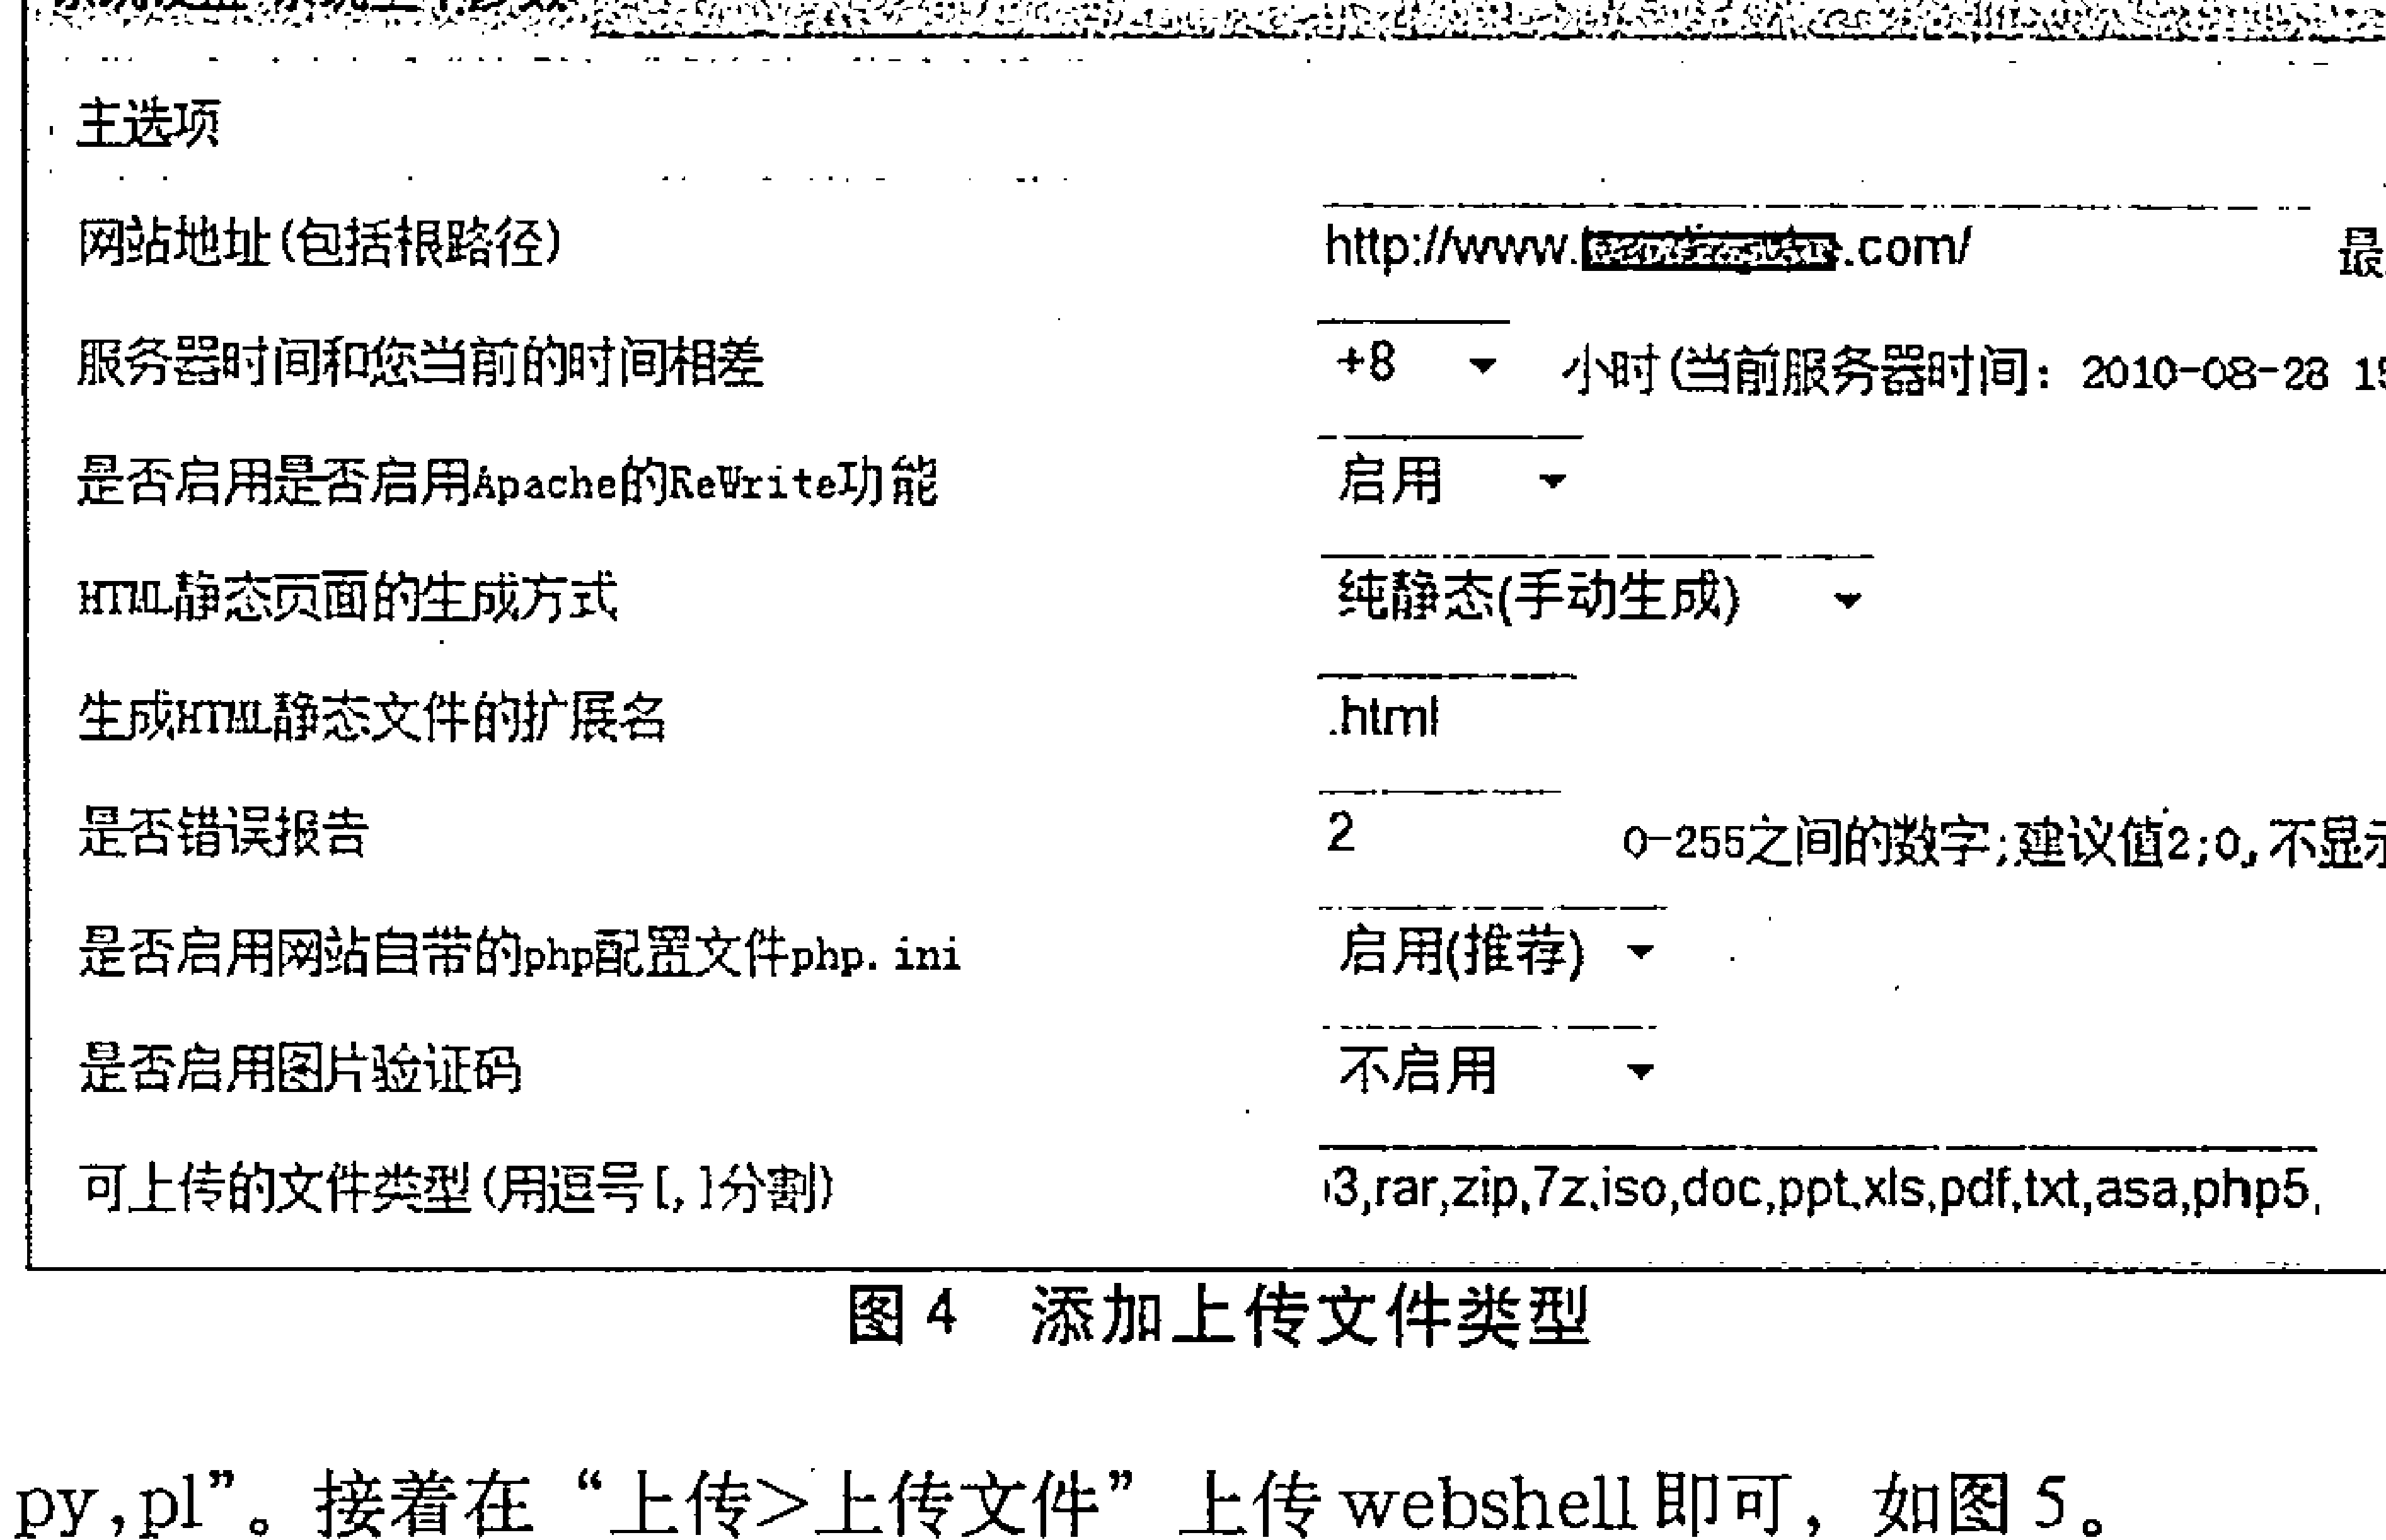 主选项
网站地址(包括根路径) http://www. .com/ 最
服务器时间和您当前的时间相差 +8 小时(当前服务器时间: 2010-08-28 15
是否启用是否启用Apache的ReWrite功能 启用
HTML静态页面的生成方式 纯静态(手动生成)
生成HTML静态文件的扩展名 .html
是否错误报告 2 0-255之间的数字;建议值2;0,不显示
是否启用网站自带的php配置文件php.ini 启用(推荐)
是否启用图片验证码 不启用
可上传的文件类型(用逗号[,]分割) 3,rar,zip,7z,iso,doc,ppt,xls,pdf,txt,asa,php5,
图 4 添加上传文件类型
py,pl”。接着在“上传>上传文件”上传 webshell 即可，如图 5。